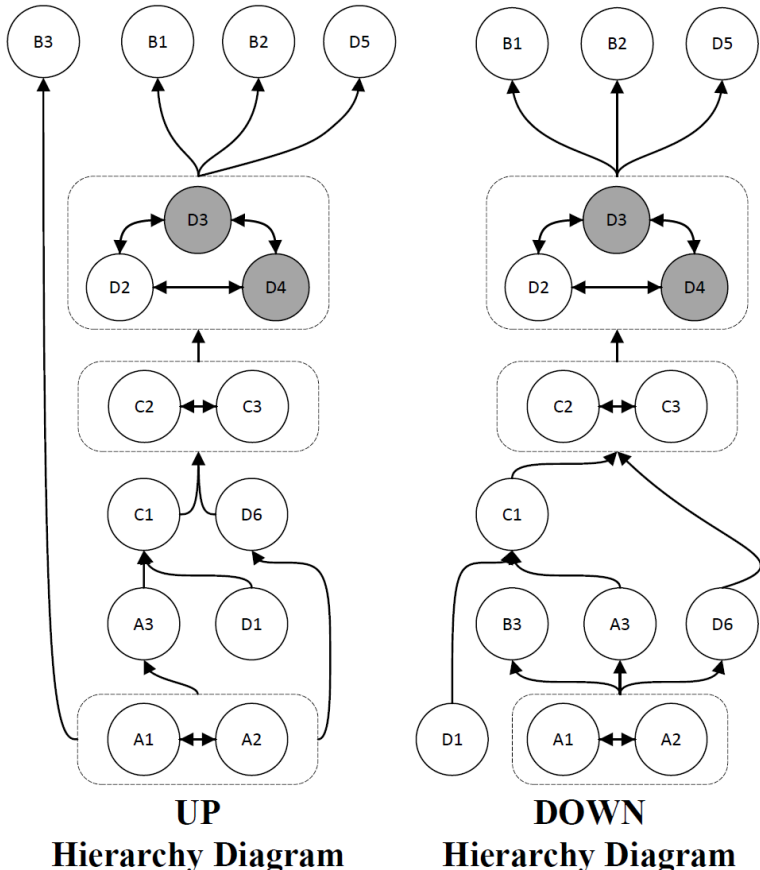 B3 B1 B2 D5
D3
D2 D4
C2 C3
C1 D6
A3 D1
A1 A2
UP
Hierarchy Diagram
B1 B2 D5
D3
D2 D4
C2 C3
C1
B3 A3 D6
D1 A1 A2
DOWN
Hierarchy Diagram